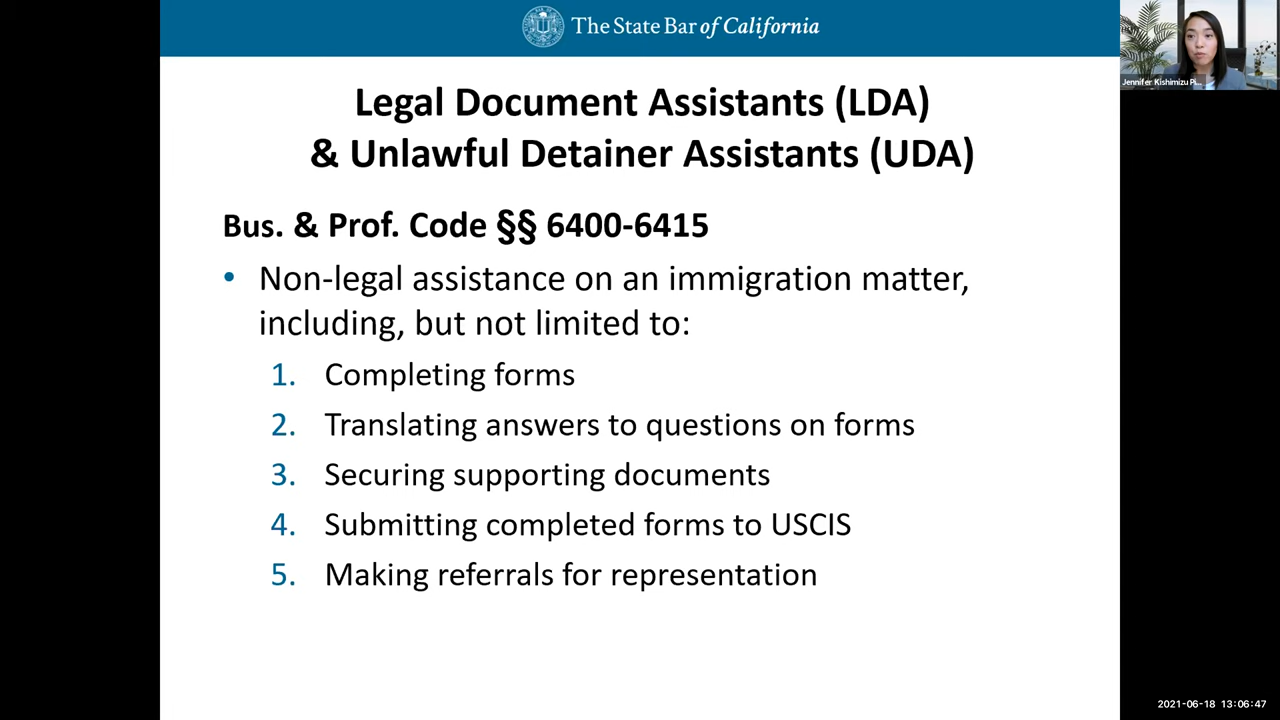 The State Bar of California
Jennifer Kishimizu Pi...
Legal Document Assistants (LDA)
& Unlawful Detainer Assistants (UDA)
Bus. & Prof. Code §§ 6400-6415
• Non-legal assistance on an immigration matter,
including, but not limited to:
1. Completing forms
2. Translating answers to questions on forms
3. Securing supporting documents
4. Submitting completed forms to USCIS
5. Making referrals for representation
2021-06-18 13:06:47